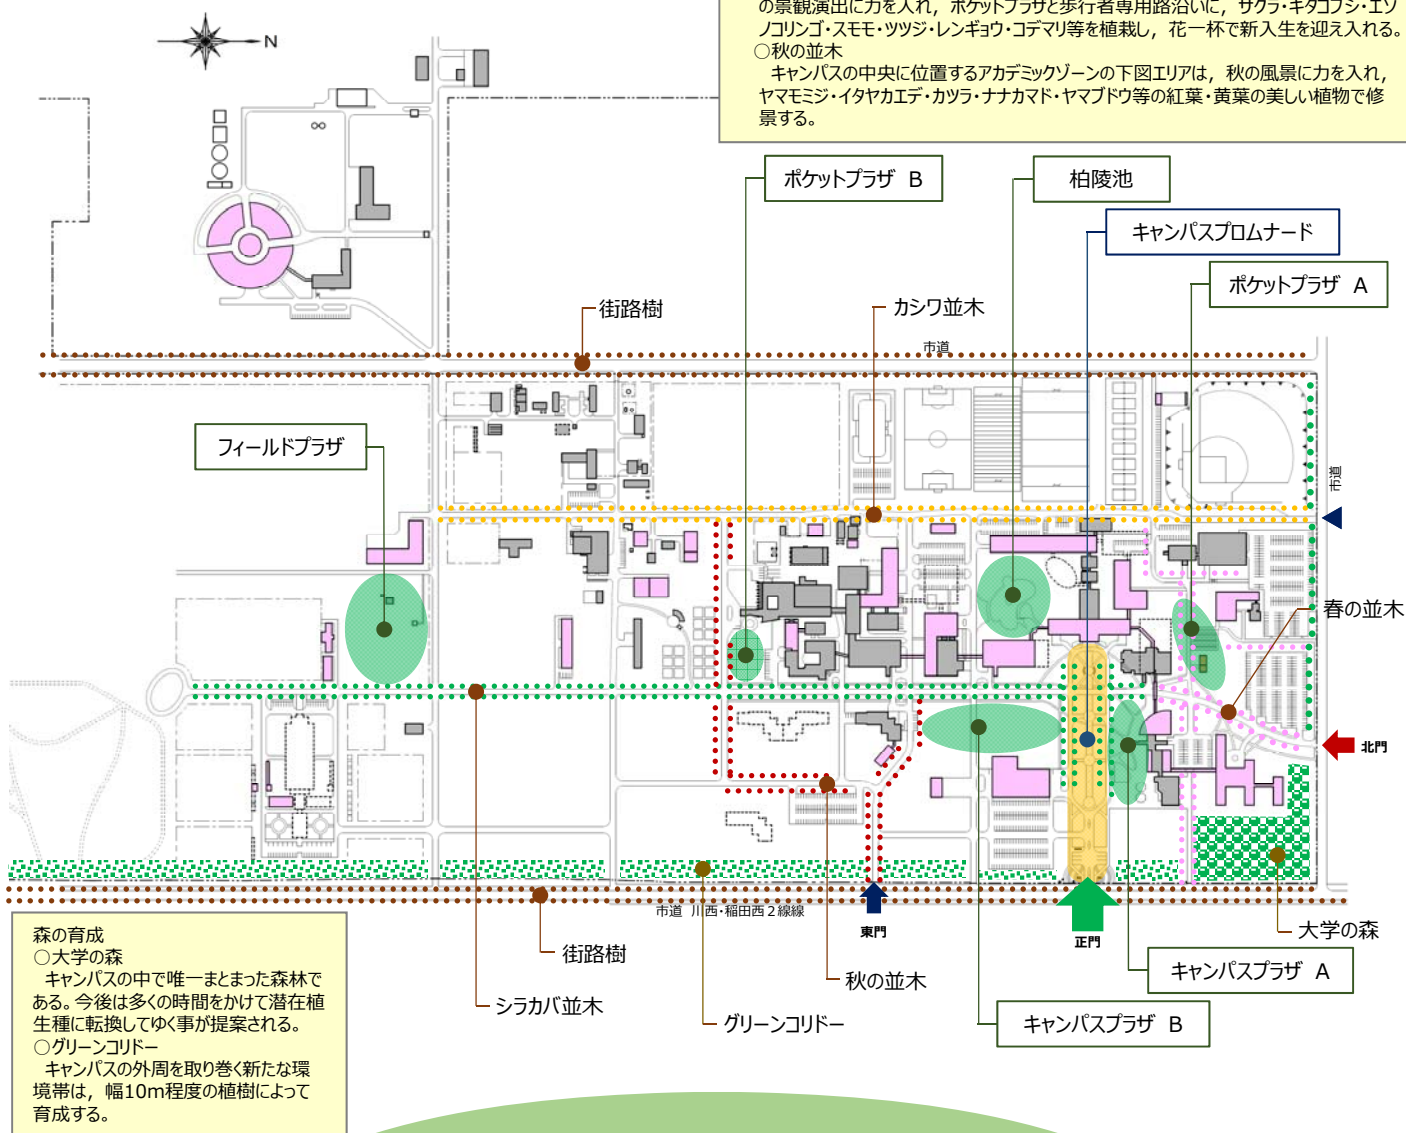 の景観演出に力を入れ，ポケットプラザと歩行者専用路沿いに，サクラ・キタコブシ・エゾ
ノコリンゴ・スモモ・ツツジ・レンギョウ・コデマリ等を植栽し，花一杯で新入生を迎え入れる。
○秋の並木
キャンパスの中央に位置するアカデミックゾーンの下図エリアは，秋の風景に力を入れ，
ヤマモミジ・イタヤカエデ・カツラ・ナナカマド・ヤマブドウ等の紅葉・黄葉の美しい植物で修
景する。
N
ポケットプラザ B
柏陵池
キャンパスプロムナード
ポケットプラザ A
街路樹
カシワ並木
市道
フィールドプラザ
市道
春の並木
北門
市道 川西・稲田西２線線
東門
正門
大学の森
街路樹
秋の並木
キャンパスプラザ A
シラカバ並木
グリーンコリドー
キャンパスプラザ B
森の育成
○大学の森
キャンパスの中で唯一まとまった森林で
ある。今後は多くの時間をかけて潜在植
生種に転換してゆく事が提案される。
○グリーンコリドー
キャンパスの外周を取り巻く新たな環
境帯は，幅10m程度の植樹によって
育成する。